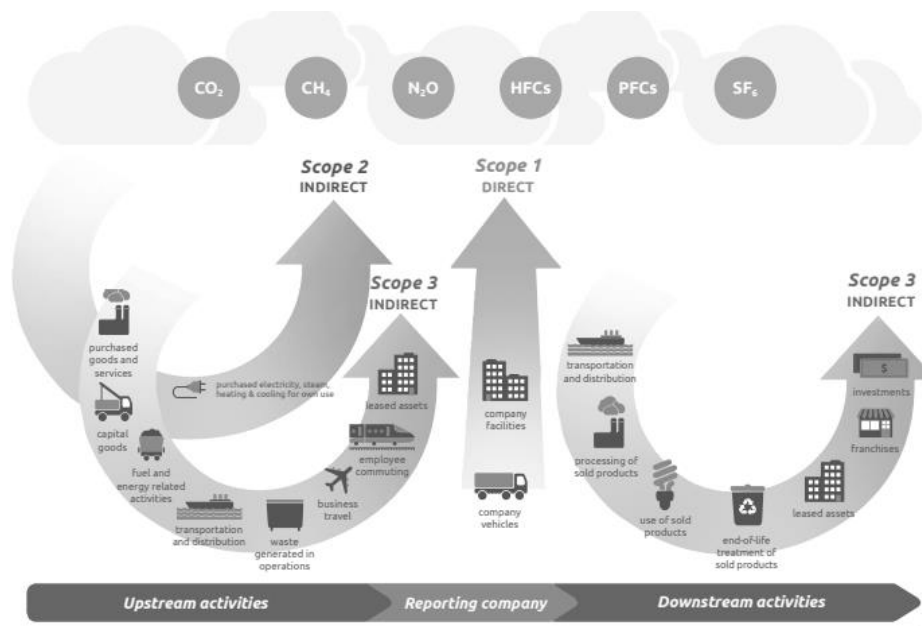 CO₂
CH₄
N₂O
HFCs
PFCs
SF₆
Scope 2
INDIRECT
Scope 1
DIRECT
Scope 3
INDIRECT
Scope 3
INDIRECT
purchased
goods and
services
capital
goods
fuel and
energy related
activities
purchased electricity, steam,
heating & cooling for own use
transportation
and distribution
waste
generated in
operations
business
travel
employee
commuting
leased assets
company
facilities
company
vehicles
transportation
and distribution
processing of
sold products
use of sold
products
end-of-life
treatment of
sold products
leased assets
franchises
$
investments
Upstream activities
Reporting company
Downstream activities